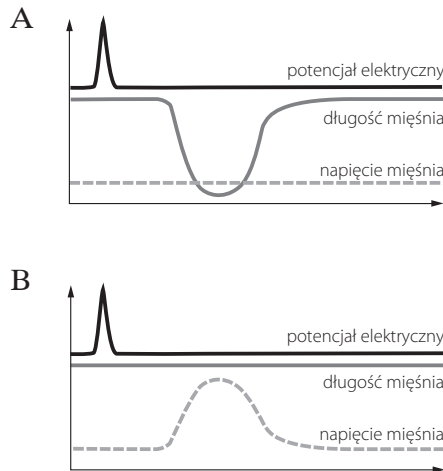 A
potencjał elektryczny
długość mięśnia
napięcie mięśnia
B
potencjał elektryczny
długość mięśnia
napięcie mięśnia